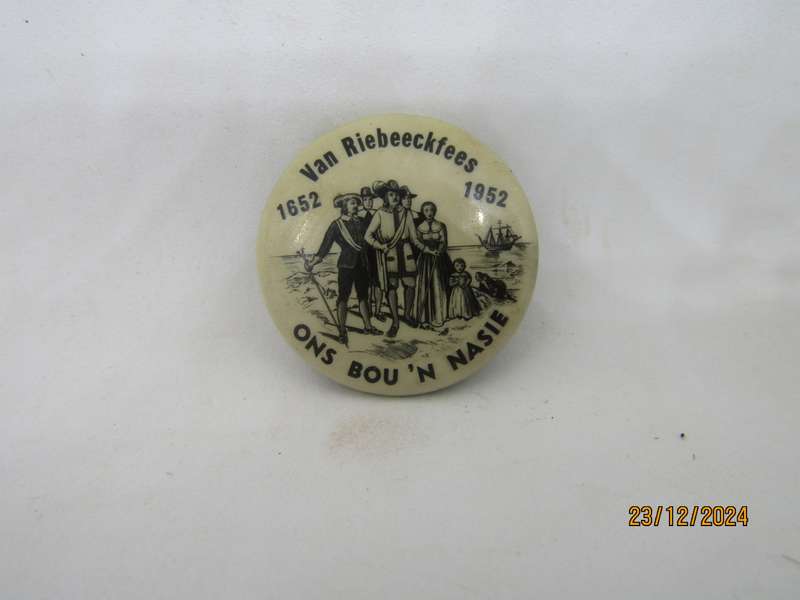 Van Riebeeckfees
1652 1952
ONS BOU 'N NASIE
23/12/2024